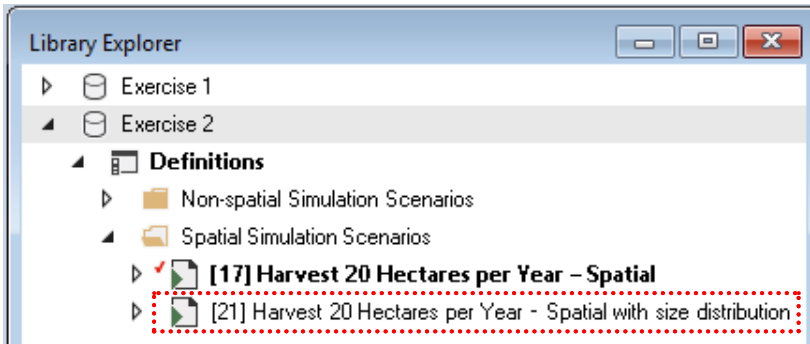 Library Explorer
Exercise 1
Exercise 2
Definitions
Non-spatial Simulation Scenarios
Spatial Simulation Scenarios
[17] Harvest 20 Hectares per Year – Spatial
[21] Harvest 20 Hectares per Year - Spatial with size distribution